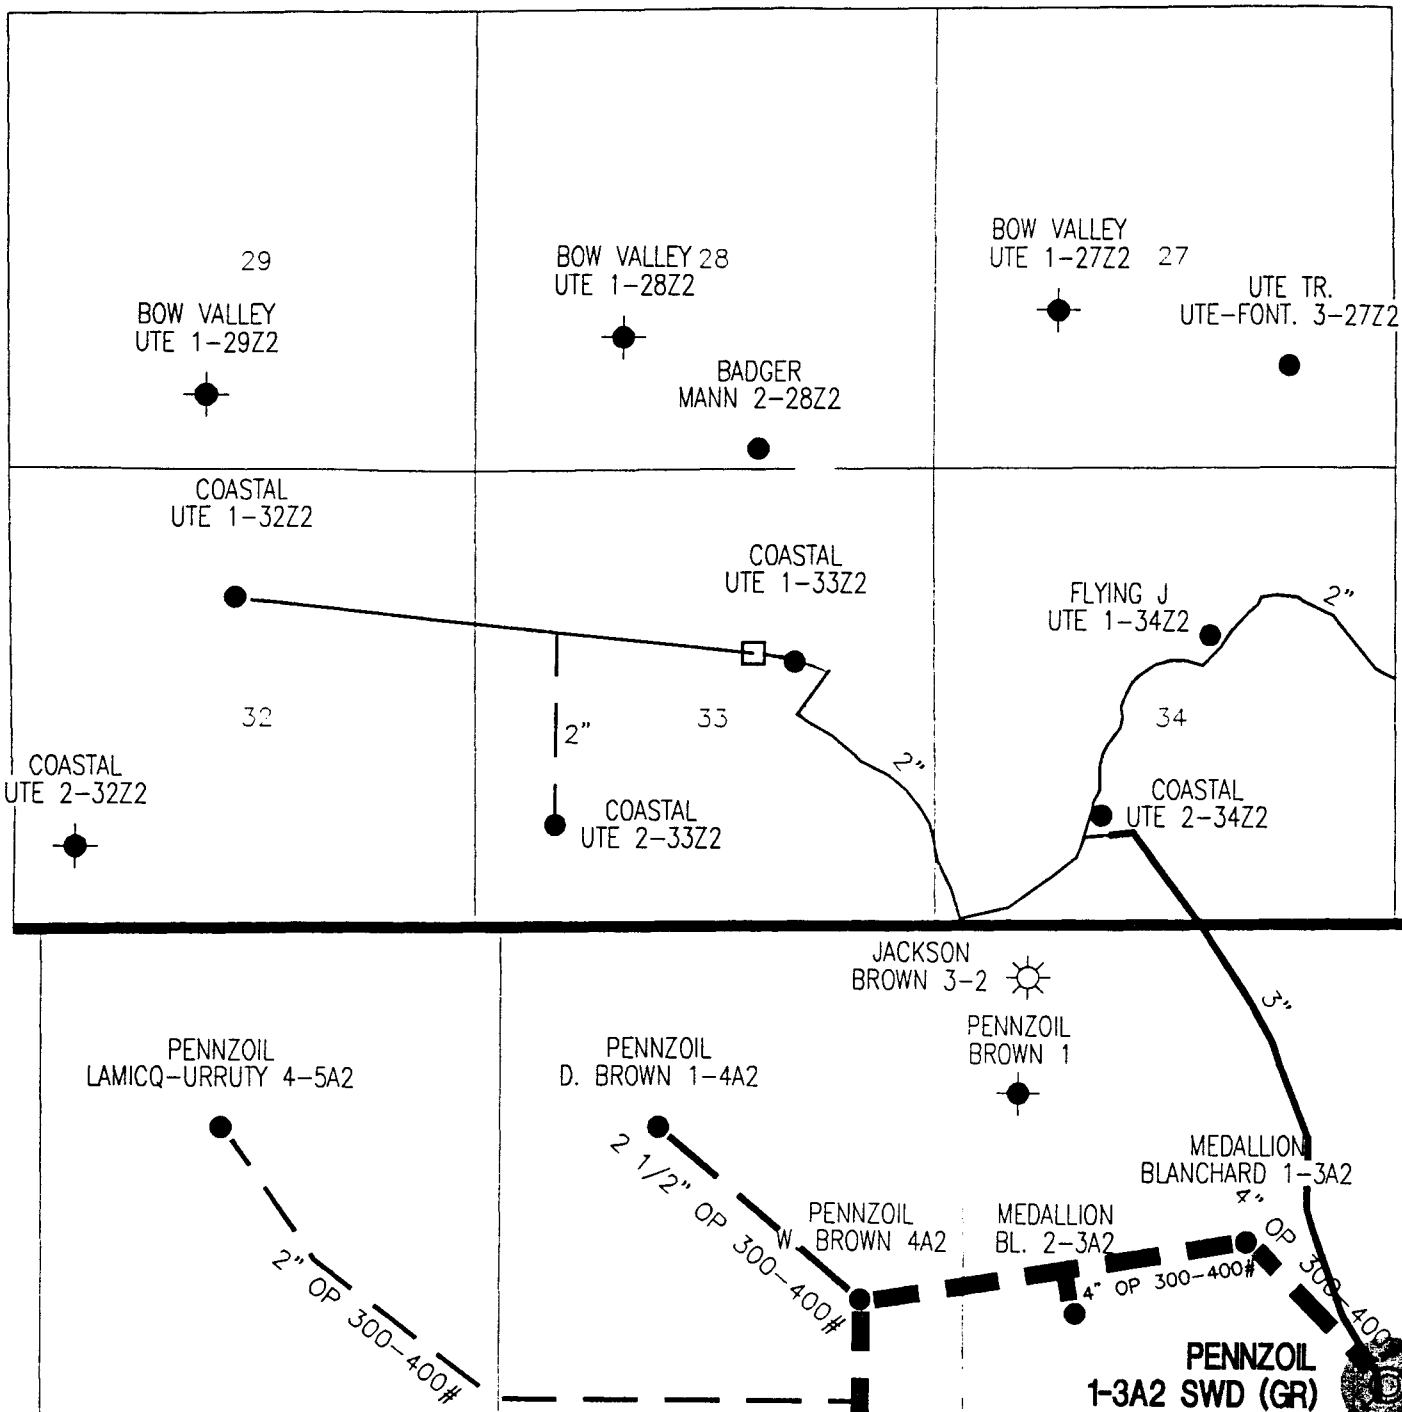 29
BOW VALLEY
UTE 1-29Z2
BOW VALLEY 28
UTE 1-28Z2
BADGER
MANN 2-28Z2
BOW VALLEY
UTE 1-27Z2 27
UTE TR.
UTE-FONT. 3-27Z2
COASTAL
UTE 1-32Z2
COASTAL
UTE 1-33Z2
FLYING J
UTE 1-34Z2
2"
32
33
34
2"
2"
COASTAL
UTE 2-32Z2
COASTAL
UTE 2-33Z2
COASTAL
UTE 2-34Z2
JACKSON
BROWN 3-2
3"
PENNZOIL
BROWN 1
PENNZOIL
LAMICQ-URRUTY 4-5A2
PENNZOIL
D. BROWN 1-4A2
2 1/2" OP 300-400#
MEDALLION
BLANCHARD 1-3A2
4" OP 300-400
PENNZOIL
W. BROWN 4A2
MEDALLION
BL. 2-3A2
4" OP 300-400#
2" OP 300-400#
PENNZOIL
1-3A2 SWD (GR)
D